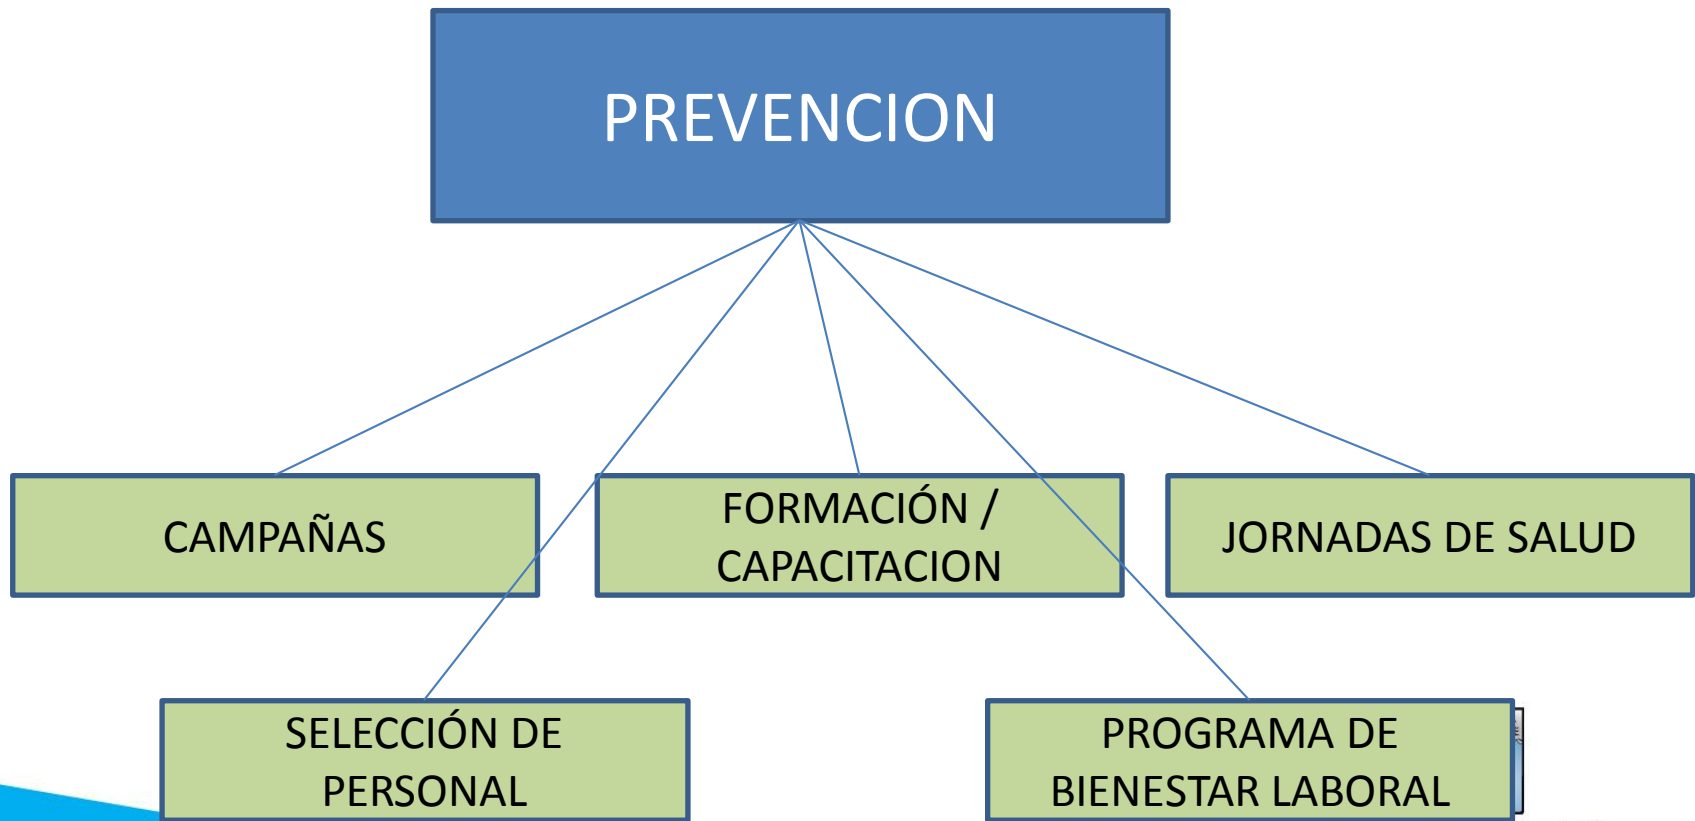 PREVENCION
CAMPAÑAS
FORMACIÓN /
CAPACITACION
JORNADAS DE SALUD
SELECCIÓN DE
PERSONAL
PROGRAMA DE
BIENESTAR LABORAL